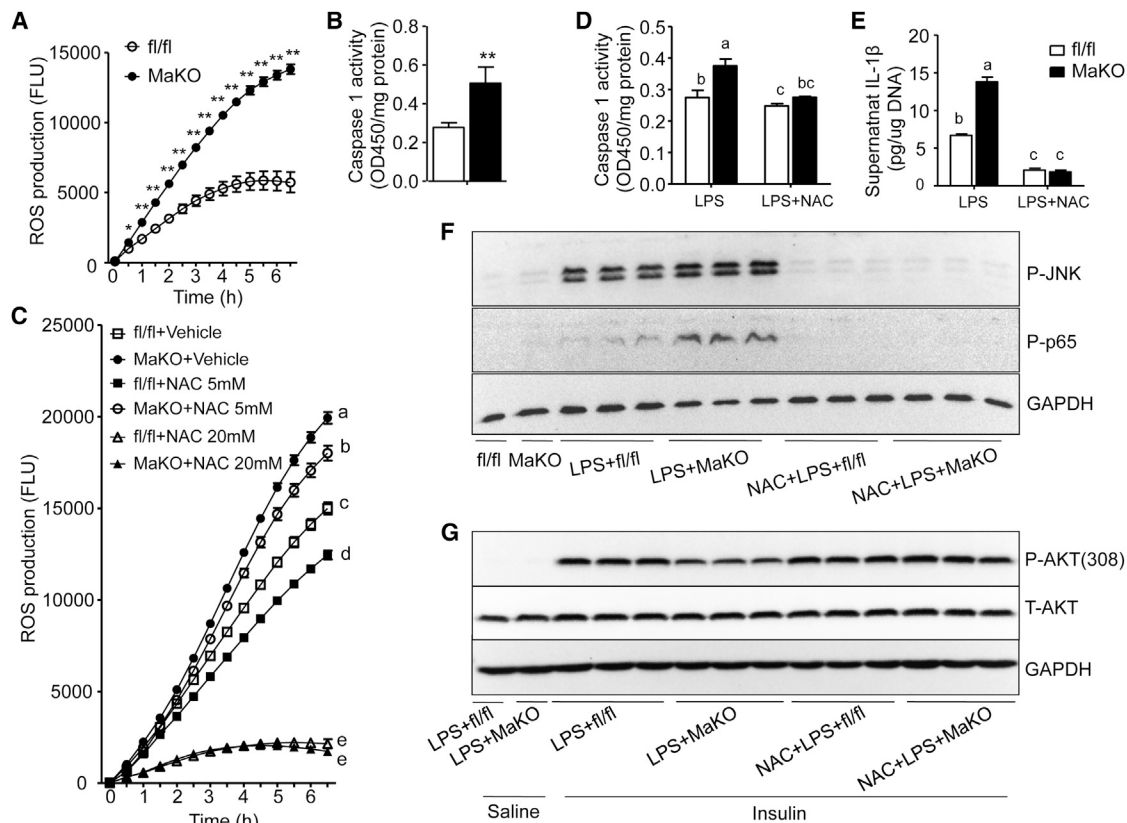 A
fl/fl
MaKO
ROS production (FLU)
15000
10000
5000
0
* ** ** ** ** ** ** ** ** ** ** ** **
0 1 2 3 4 5 6
Time (h)
B
Caspase 1 activity
(OD450/mg protein)
0.8
0.6
0.4
0.2
0.0
**
D
Caspase 1 activity
(OD450/mg protein)
0.5
0.4
0.3
0.2
0.1
0.0
b a c bc
LPS LPS+NAC
E
Supernatnat IL-1β
(pg/ug DNA)
20
15
10
5
0
b a c c
LPS LPS+NAC
fl/fl
MaKO
C
ROS production (FLU)
25000
20000
15000
10000
5000
0
fl/fl+Vehicle
MaKO+Vehicle
fl/fl+NAC 5mM
MaKO+NAC 5mM
fl/fl+NAC 20mM
MaKO+NAC 20mM
a
b
c
d
e
e
0 1 2 3 4 5 6
Time (h)
F
P-JNK
P-p65
GAPDH
fl/fl MaKO LPS+fl/fl LPS+MaKO NAC+LPS+fl/fl NAC+LPS+MaKO
G
P-AKT(308)
T-AKT
GAPDH
LPS+fl/fl LPS+MaKO LPS+fl/fl LPS+MaKO NAC+LPS+fl/fl NAC+LPS+MaKO
Saline Insulin